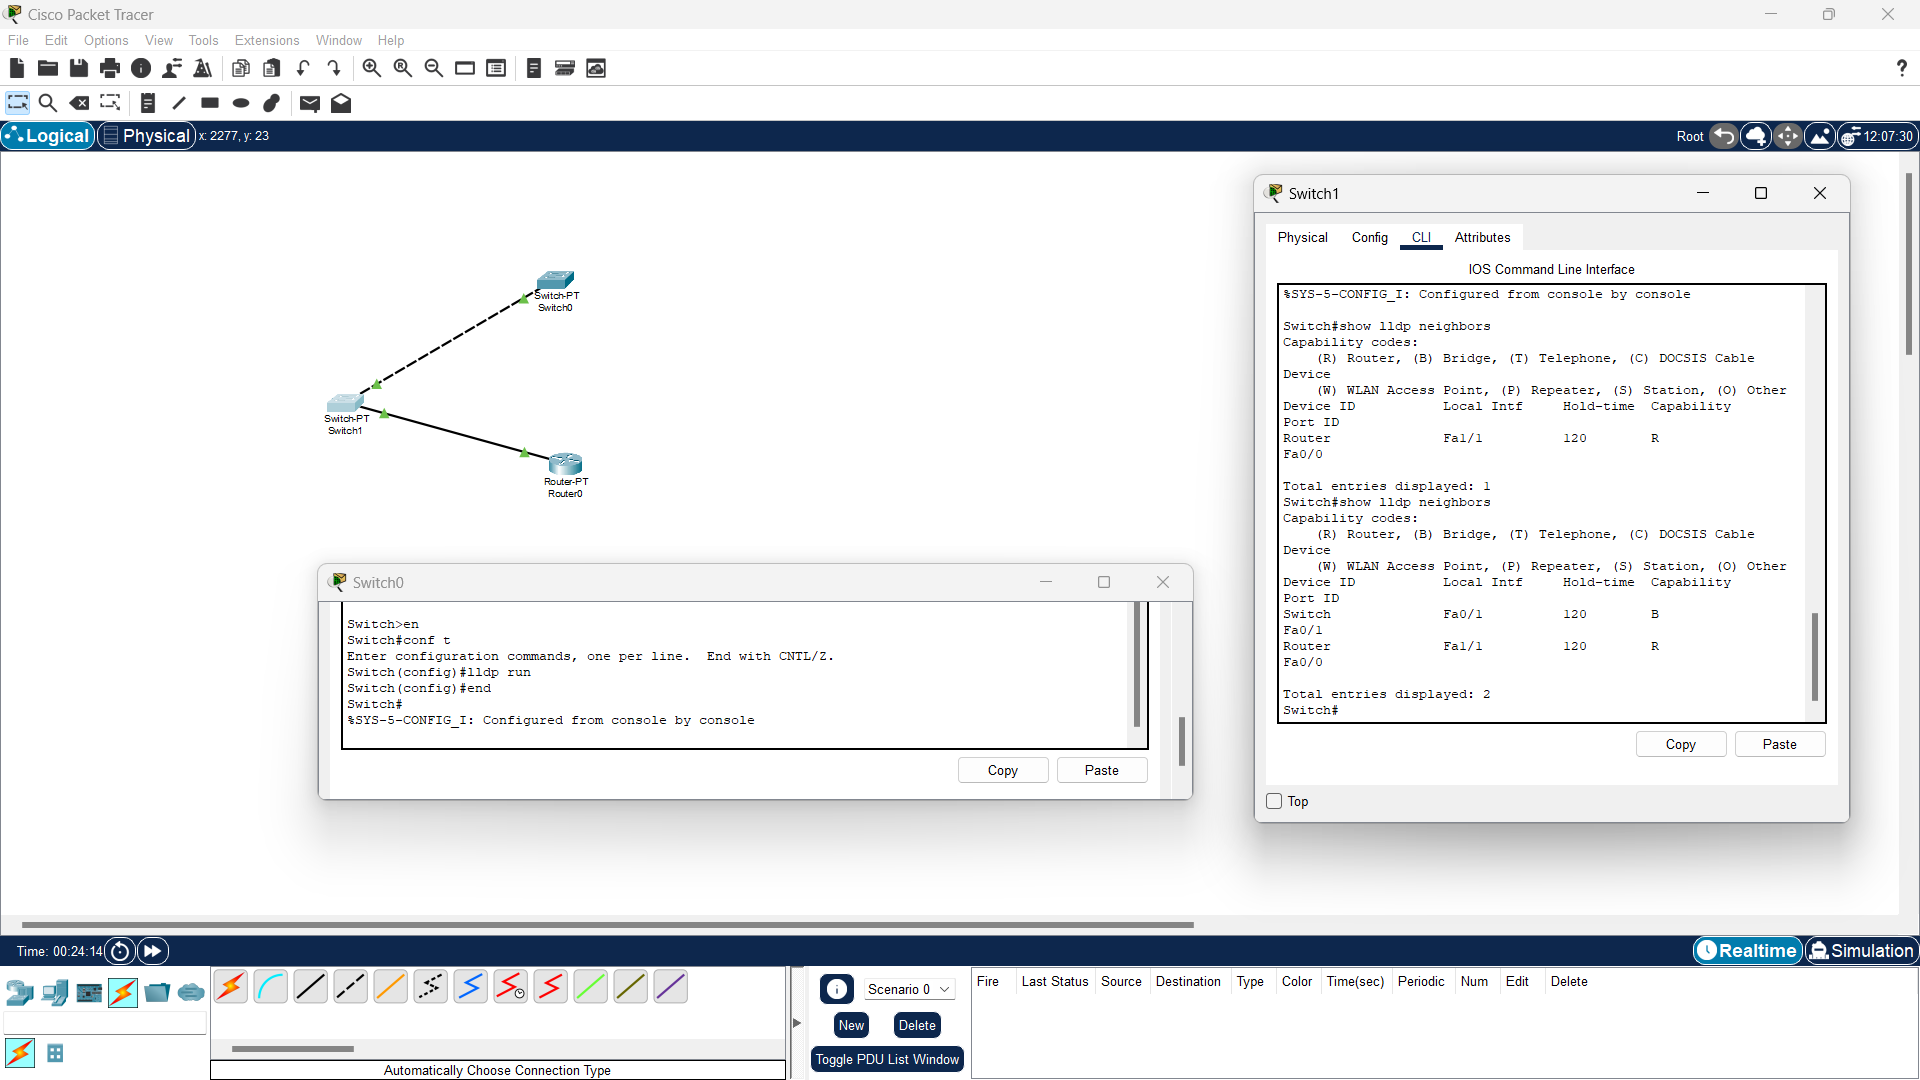 Cisco Packet Tracer
File Edit Options View Tools Extensions Window Help
?
Logical Physical x: 2277, y: 23 Root 12:07:30
Switch-PT
Switch0
Switch-PT
Switch1
Router-PT
Router0
Switch1
Physical Config CLI Attributes
IOS Command Line Interface
%SYS-5-CONFIG_I: Configured from console by console
Switch#show lldp neighbors
Capability codes:
(R) Router, (B) Bridge, (T) Telephone, (C) DOCSIS Cable
Device
(W) WLAN Access Point, (P) Repeater, (S) Station, (O) Other
Device ID Local Intf Hold-time Capability
Port ID
Router Fa1/1 120 R
Fa0/0
Total entries displayed: 1
Switch#show lldp neighbors
Capability codes:
(R) Router, (B) Bridge, (T) Telephone, (C) DOCSIS Cable
Device
(W) WLAN Access Point, (P) Repeater, (S) Station, (O) Other
Device ID Local Intf Hold-time Capability
Port ID
Switch Fa0/1 120 B
Fa0/1
Router Fa1/1 120 R
Fa0/0
Total entries displayed: 2
Switch#
Copy Paste
Top
Switch0
Switch>en
Switch#conf t
Enter configuration commands, one per line. End with CNTL/Z.
Switch(config)#lldp run
Switch(config)#end
Switch#
%SYS-5-CONFIG_I: Configured from console by console
Copy Paste
Time: 00:24:14 Realtime Simulation
Scenario 0
New Delete
Toggle PDU List Window
Fire Last Status Source Destination Type Color Time(sec) Periodic Num Edit Delete
Automatically Choose Connection Type